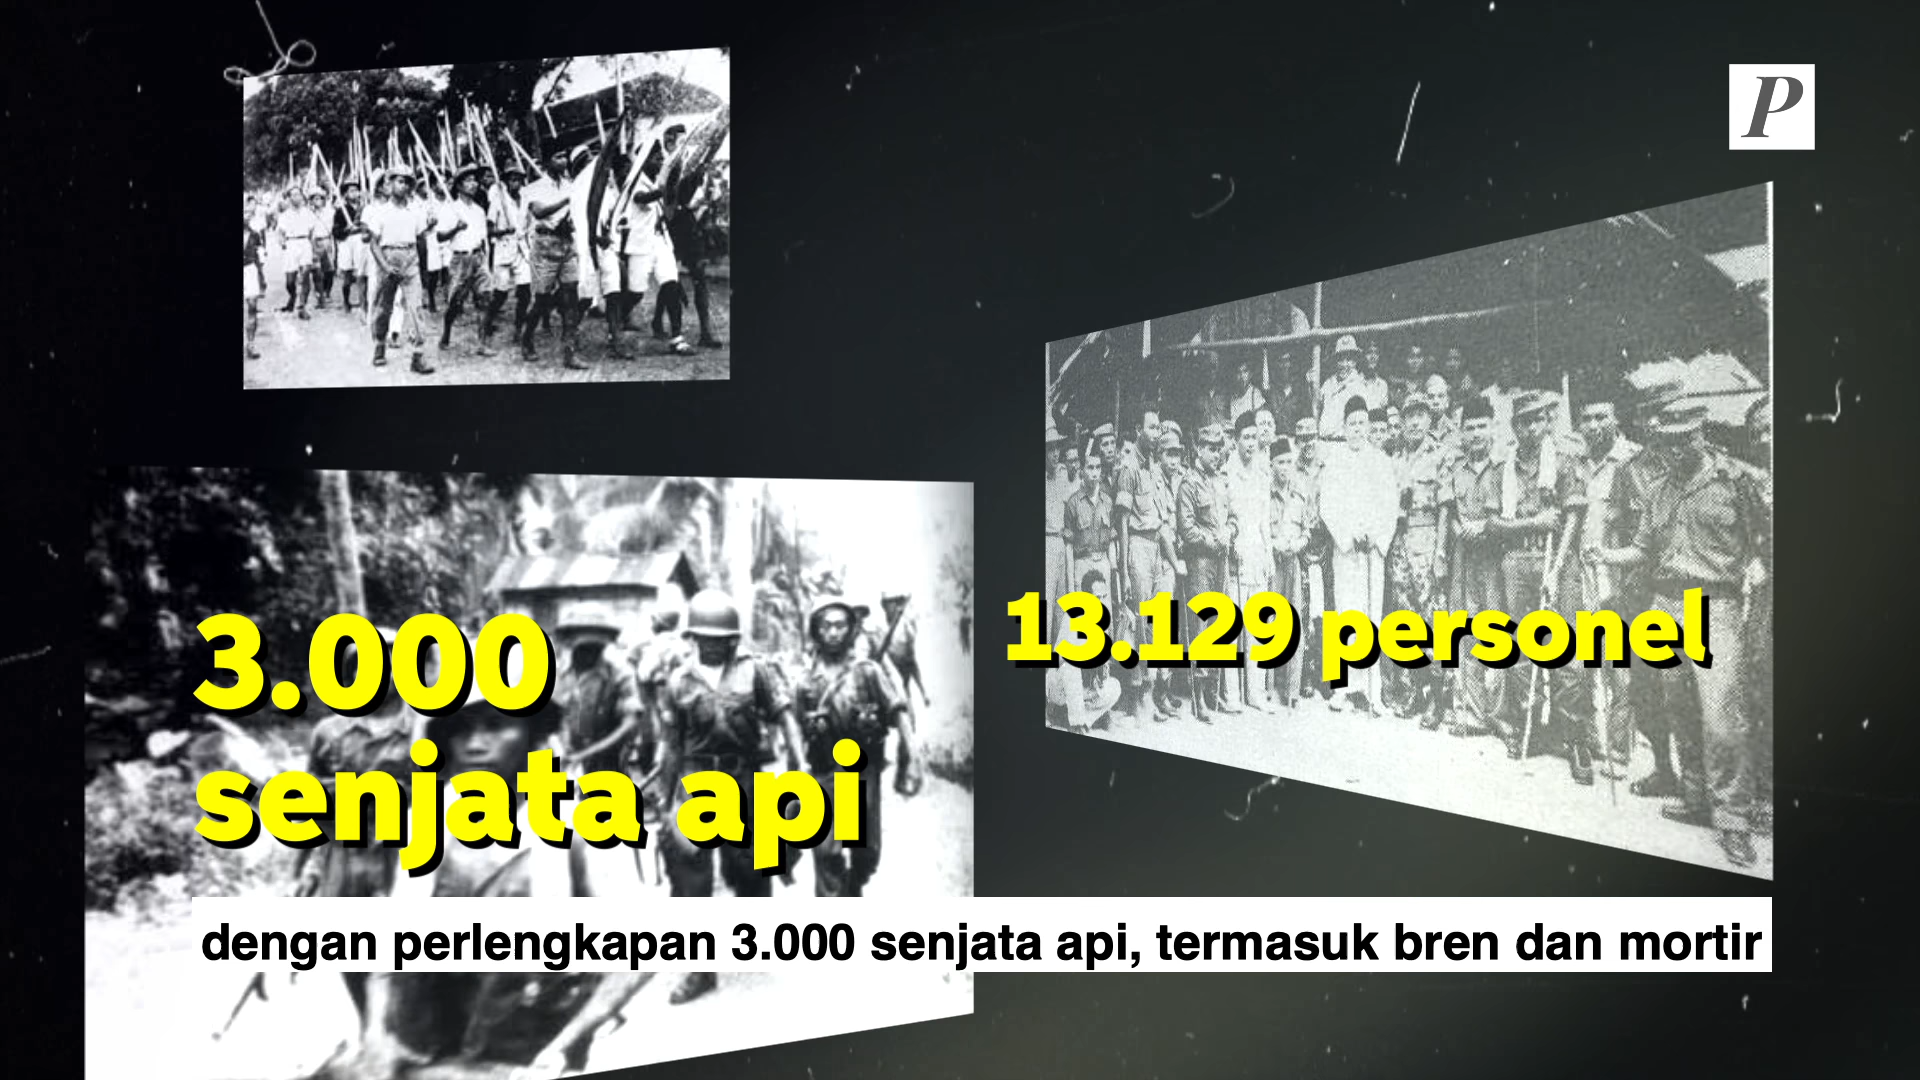 P
3.000
senjata api
13.129 personel
dengan perlengkapan 3.000 senjata api, termasuk bren dan mortir